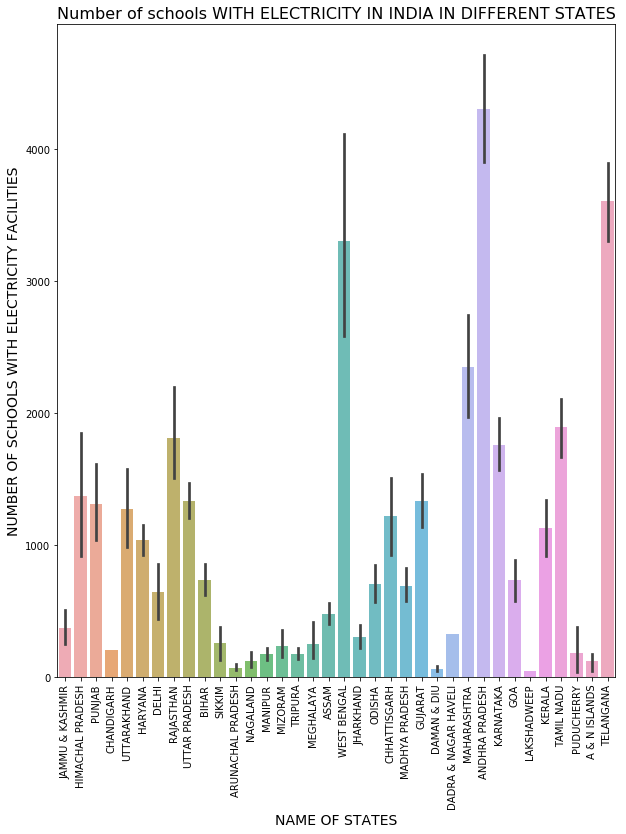 Number of schools WITH ELECTRICITY IN INDIA IN DIFFERENT STATES
NUMBER OF SCHOOLS WITH ELECTRICITY FACILITIES
4000
3000
2000
1000
0
JAMMU & KASHMIR
HIMACHAL PRADESH
PUNJAB
CHANDIGARH
UTTARAKHAND
HARYANA
DELHI
RAJASTHAN
UTTAR PRADESH
BIHAR
SIKKIM
ARUNACHAL PRADESH
NAGALAND
MANIPUR
MIZORAM
TRIPURA
MEGHALAYA
ASSAM
WEST BENGAL
JHARKHAND
ODISHA
CHHATTISGARH
MADHYA PRADESH
GUJARAT
DAMAN & DIU
DADRA & NAGAR HAVELI
MAHARASHTRA
ANDHRA PRADESH
KARNATAKA
GOA
LAKSHADWEEP
KERALA
TAMIL NADU
PUDUCHERRY
A & N ISLANDS
TELANGANA
NAME OF STATES